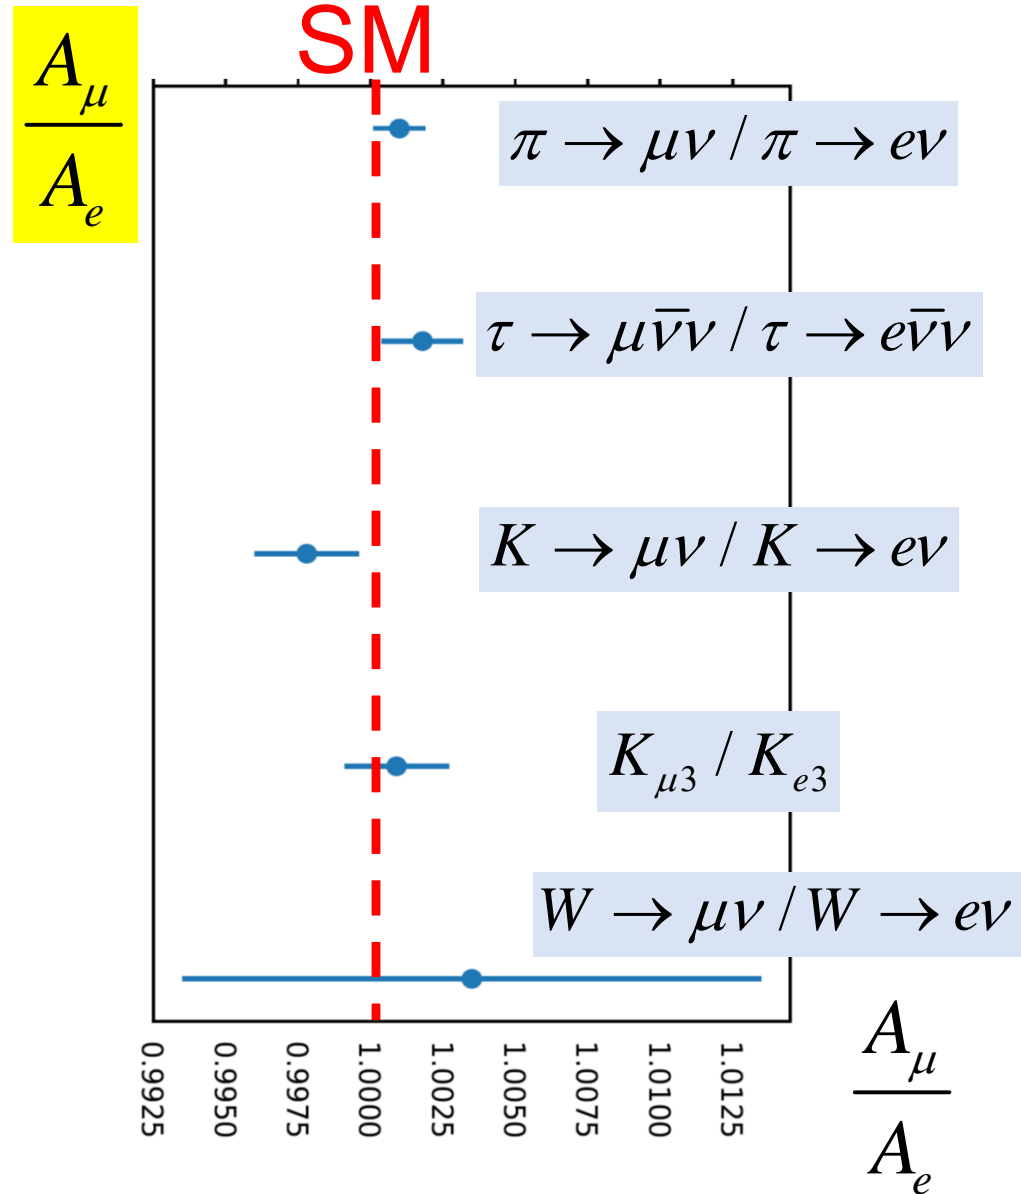 SM
A_μ / A_e
π → μν / π → eν
τ → μν̅ν / τ → eν̅ν
K → μν / K → eν
K_μ3 / K_e3
W → μν / W → eν
0.9925 0.9950 0.9975 1.0000 1.0025 1.0050 1.0075 1.0100 1.0125
A_μ / A_e